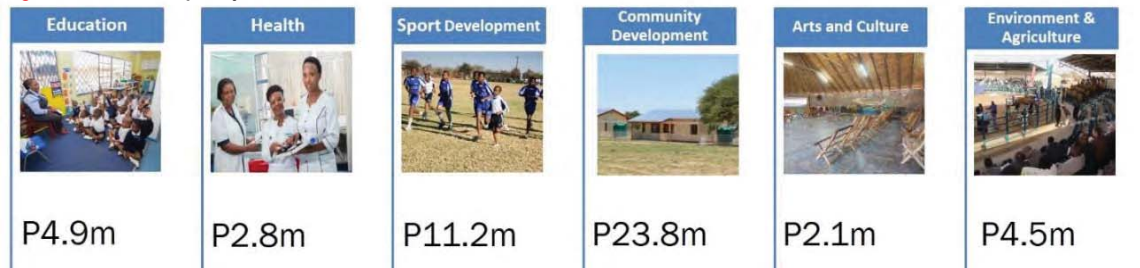 Education
Health
Sport Development
Community
Development
Arts and Culture
Environment &
Agriculture
P4.9m
P2.8m
P11.2m
P23.8m
P2.1m
P4.5m